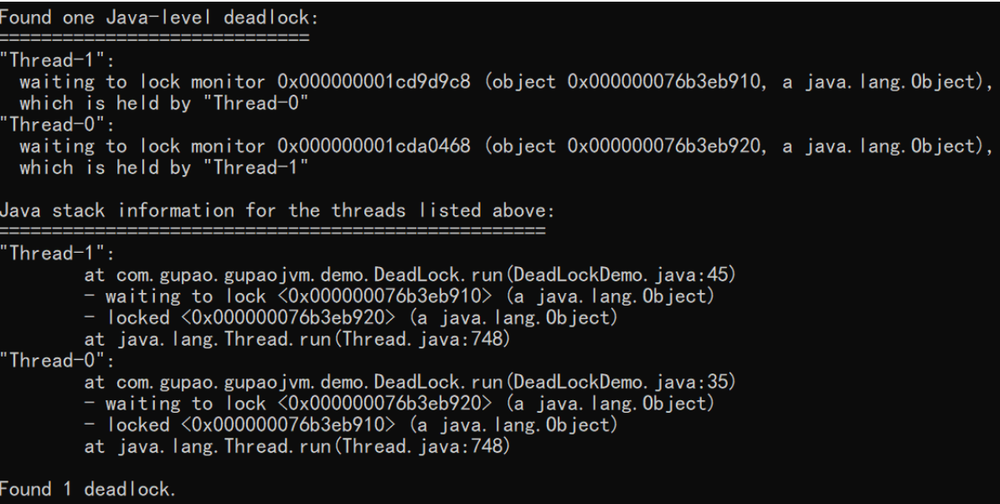 Found one Java-level deadlock:
=============================
"Thread-1":
  waiting to lock monitor 0x000000001cd9d9c8 (object 0x000000076b3eb910, a java.lang.Object),
  which is held by "Thread-0"
"Thread-0":
  waiting to lock monitor 0x000000001cda0468 (object 0x000000076b3eb920, a java.lang.Object),
  which is held by "Thread-1"

Java stack information for the threads listed above:
===================================================
"Thread-1":
        at com.gupao.gupaojvm.demo.DeadLock.run(DeadLockDemo.java:45)
        - waiting to lock <0x000000076b3eb910> (a java.lang.Object)
        - locked <0x000000076b3eb920> (a java.lang.Object)
        at java.lang.Thread.run(Thread.java:748)
"Thread-0":
        at com.gupao.gupaojvm.demo.DeadLock.run(DeadLockDemo.java:35)
        - waiting to lock <0x000000076b3eb920> (a java.lang.Object)
        - locked <0x000000076b3eb910> (a java.lang.Object)
        at java.lang.Thread.run(Thread.java:748)

Found 1 deadlock.